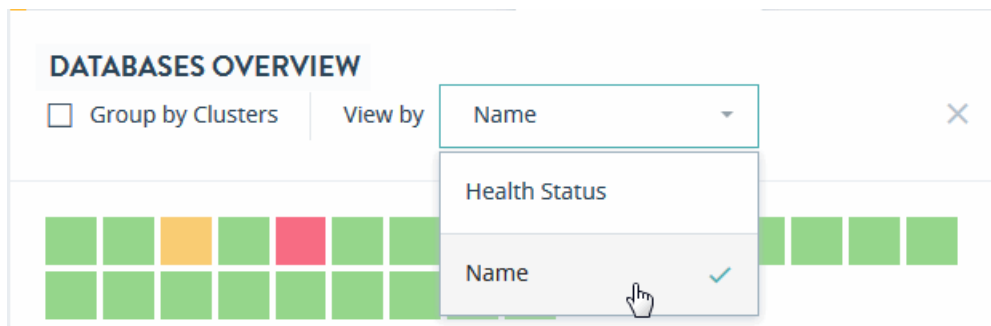 DATABASES OVERVIEW
Group by Clusters View by Name
Health Status
Name